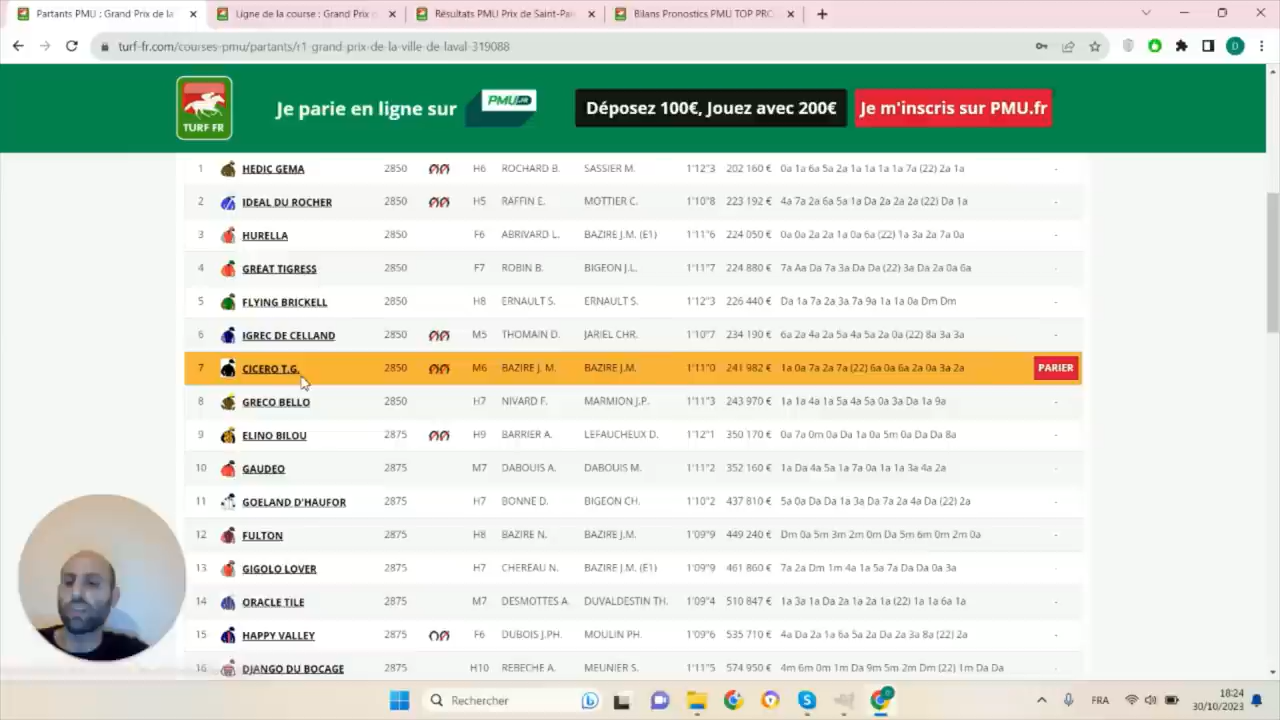 Partants PMU : Grand Prix de la
Ligne de la course : Grand Prix
Résultats PMU Prix de Saint-Pa
Bilans Pronostics PMU TOP PRO
turf-fr.com/courses-pmu/partants/r1-grand-prix-de-la-ville-de-laval-319088
D
TURF FR
Je parie en ligne sur
PMU.fr
Déposez 100€, Jouez avec 200€
Je m'inscris sur PMU.fr
1 HEDIC GEMA 2850 H6 ROCHARD B. SASSIER M. 1'12"3 202 160 € 0a 1a 6a 5a 2a 1a 1a 1a 1a 7a (22) 2a 1a -
2 IDEAL DU ROCHER 2850 H5 RAFFIN E. MOTTIER C. 1'10"8 223 192 € 4a 7a 2a 6a 5a 1a Da 2a 2a 2a (22) Da 1a -
3 HURELLA 2850 F6 ABRIVARD L. BAZIRE J.M. (E1) 1'11"6 224 050 € 0a 0a 2a 2a 1a 0a 6a (22) 1a 3a 2a 7a 0a -
4 GREAT TIGRESS 2850 F7 ROBIN B. BIGEON J.L. 1'11"7 224 880 € 7a Aa Da 7a 3a Da Da (22) 3a Da 2a 0a 6a -
5 FLYING BRICKELL 2850 H8 ERNAULT S. ERNAULT S. 1'12"3 226 440 € Da 1a 7a 2a 3a 7a 9a 1a 1a 0a Dm Dm -
6 IGREC DE CELLAND 2850 M5 THOMAIN D. JARIEL CHR. 1'10"7 234 190 € 6a 2a 4a 2a 5a 4a 5a 2a 0a (22) 8a 3a 3a -
7 CICERO T.G. 2850 M6 BAZIRE J. M. BAZIRE J.M. 1'11"0 241 982 € 1a 0a 7a 2a 7a (22) 6a 0a 6a 2a 0a 3a 2a PARIER
8 GRECO BELLO 2850 H7 NIVARD F. MARMION J.P. 1'11"3 243 970 € 1a 1a 4a 1a 5a 4a 5a 0a 3a Da 1a 9a -
9 ELINO BILOU 2875 H9 BARRIER A. LEFAUCHEUX D. 1'12"1 350 170 € 0a 7a 0m 0a Da 1a 0a 5m 0a Da Da 8a -
10 GAUDEO 2875 M7 DABOUIS A. DABOUIS M. 1'11"2 352 160 € 1a Da 4a 5a 1a 7a 0a 1a 1a 3a 4a 2a -
11 GOELAND D'HAUFOR 2875 H7 BONNE D. BIGEON CH. 1'10"2 437 810 € 5a 0a Da Da 1a 3a Da 7a 2a 4a Da (22) 2a -
12 FULTON 2875 H8 BAZIRE N. BAZIRE J.M. 1'09"9 449 240 € Dm 0a 5m 3m 2m 0m Da 5m 6m 0m 2m 0a -
13 GIGOLO LOVER 2875 H7 CHEREAU N. BAZIRE J.M. (E1) 1'09"9 461 860 € 7a 2a Dm 1m 4a 1a 5a 7a Da Da 0a 3a -
14 ORACLE TILE 2875 M7 DESMOTTES A. DUVALDESTIN TH. 1'09"4 510 847 € 1a 3a 1a Da 2a 1a 2a 1a (22) 1a 1a 6a 1a -
15 HAPPY VALLEY 2875 F6 DUBOIS J.PH. MOULIN PH. 1'09"6 535 710 € 4a Da 2a 1a 6a 5a 2a Da 2a 3a 8a (22) 2a -
16 DJANGO DU BOCAGE 2875 H10 REBECHE A. MEUNIER S. 1'11"5 574 950 € 4m 6m 0m 1m Da 9m 5m 2m Dm (22) 1m Da Da -
Rechercher
FRA
18:24
30/10/2023